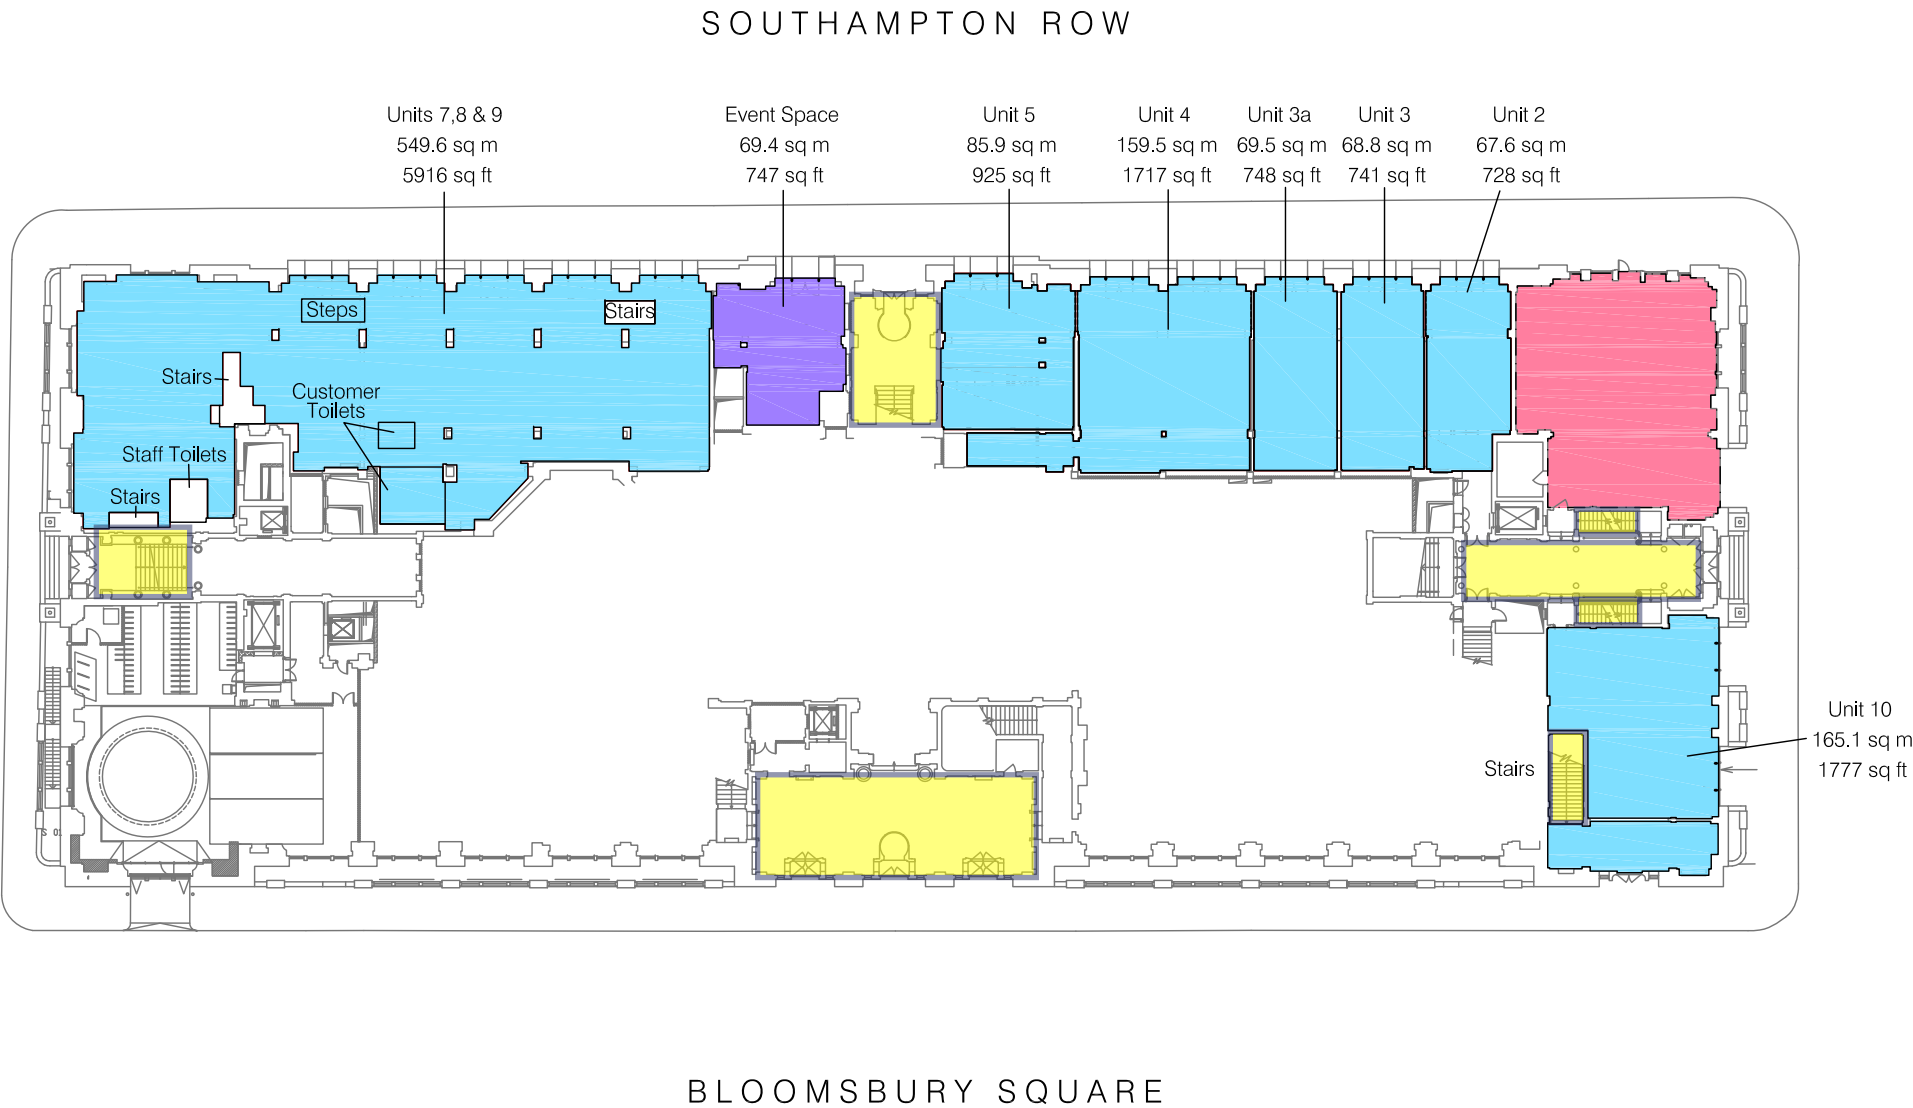 SOUTHAMPTON ROW
Units 7,8 & 9
549.6 sq m
5916 sq ft
Event Space
69.4 sq m
747 sq ft
Unit 5
85.9 sq m
925 sq ft
Unit 4
159.5 sq m
1717 sq ft
Unit 3a
69.5 sq m
748 sq ft
Unit 3
68.8 sq m
741 sq ft
Unit 2
67.6 sq m
728 sq ft
Steps
Stairs
Stairs
Customer
Toilets
Staff Toilets
Stairs
Unit 10
165.1 sq m
1777 sq ft
Stairs
BLOOMSBURY SQUARE